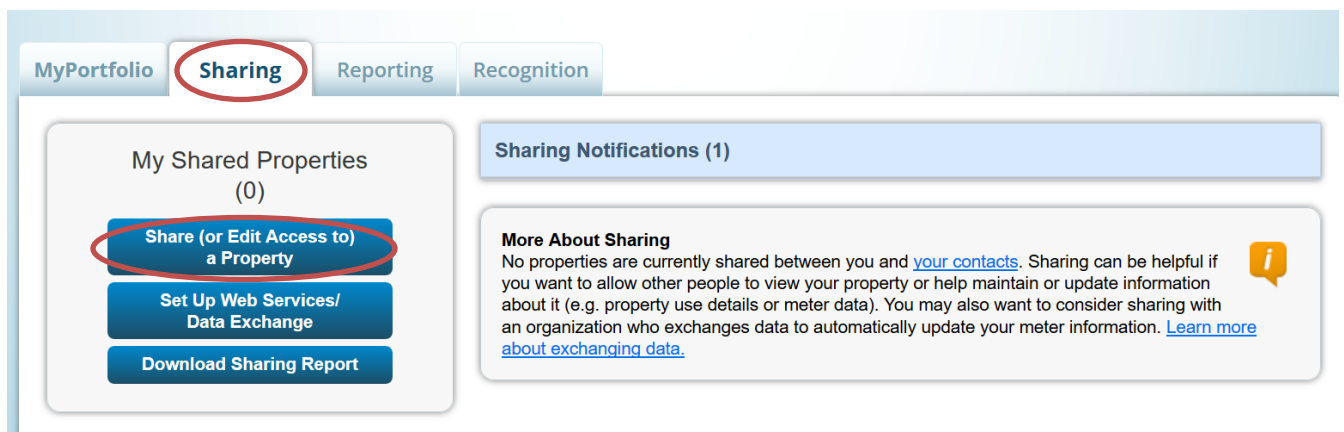 MyPortfolio Sharing Reporting Recognition
My Shared Properties
(0)
Share (or Edit Access to)
a Property
Set Up Web Services/
Data Exchange
Download Sharing Report
Sharing Notifications (1)
More About Sharing
No properties are currently shared between you and your contacts. Sharing can be helpful if
you want to allow other people to view your property or help maintain or update information
about it (e.g. property use details or meter data). You may also want to consider sharing with
an organization who exchanges data to automatically update your meter information. Learn more
about exchanging data.
i